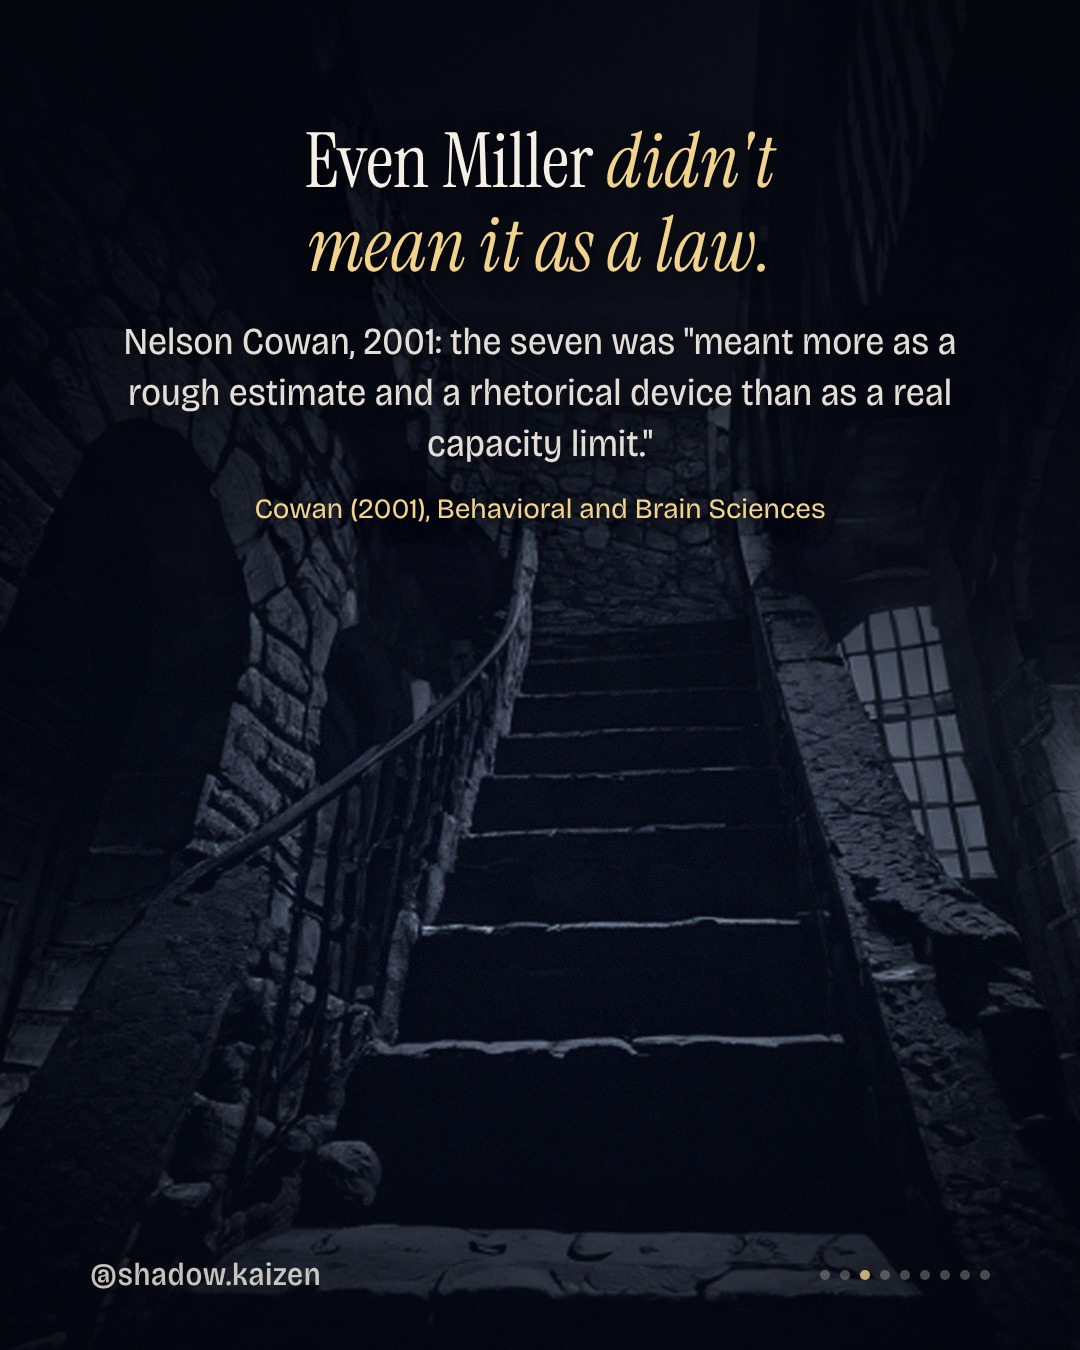 Even Miller didn't
mean it as a law.
Nelson Cowan, 2001: the seven was "meant more as a
rough estimate and a rhetorical device than as a real
capacity limit."
Cowan (2001), Behavioral and Brain Sciences
@shadow.kaizen